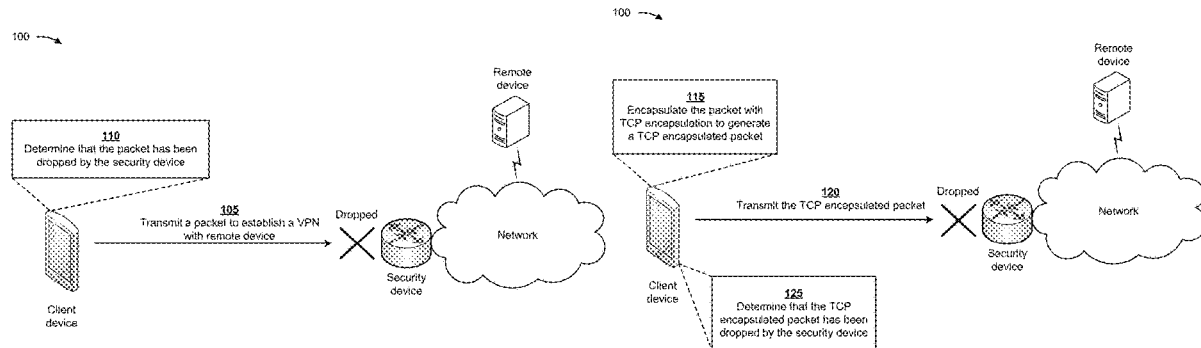 100
Remote
device
110
Determine that the packet has been
dropped by the security device
105
Transmit a packet to establish a VPN
with remote device
Dropped
Network
Security
device
Client
device
100
Remote
device
115
Encapsulate the packet with
TCP encapsulation to generate
a TCP encapsulated packet
120
Transmit the TCP encapsulated packet
Dropped
Network
Security
device
Client
device
125
Determine that the TCP
encapsulated packet has been
dropped by the security device